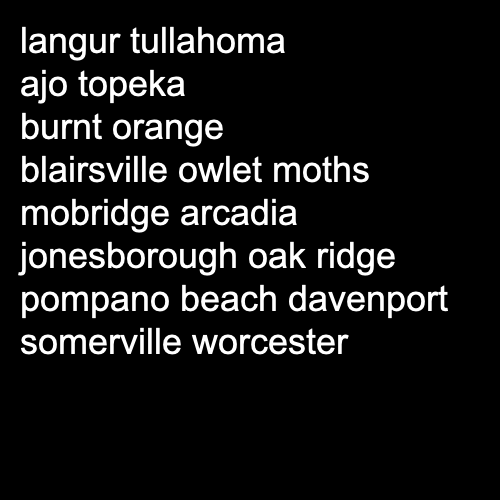 langur tullahoma
ajo topeka
burnt orange
blairsville owlet moths
mobridge arcadia
jonesborough oak ridge
pompano beach davenport
somerville worcester